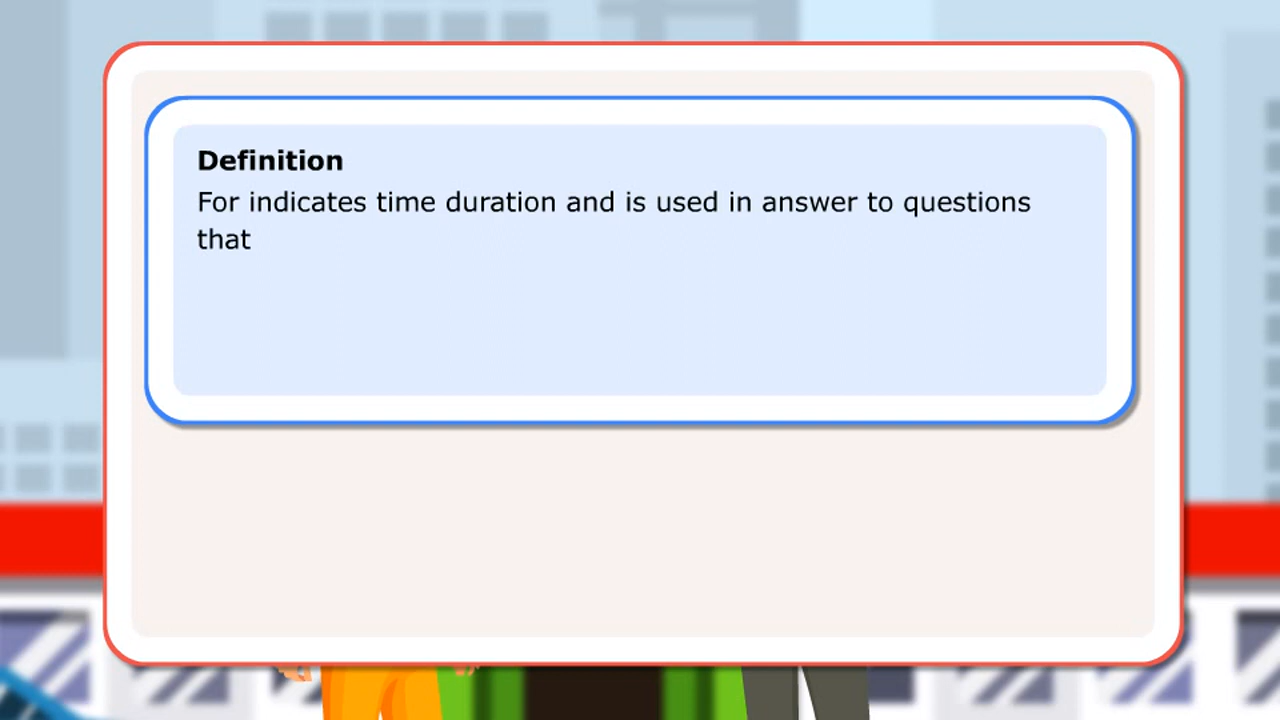 Definition
For indicates time duration and is used in answer to questions
that